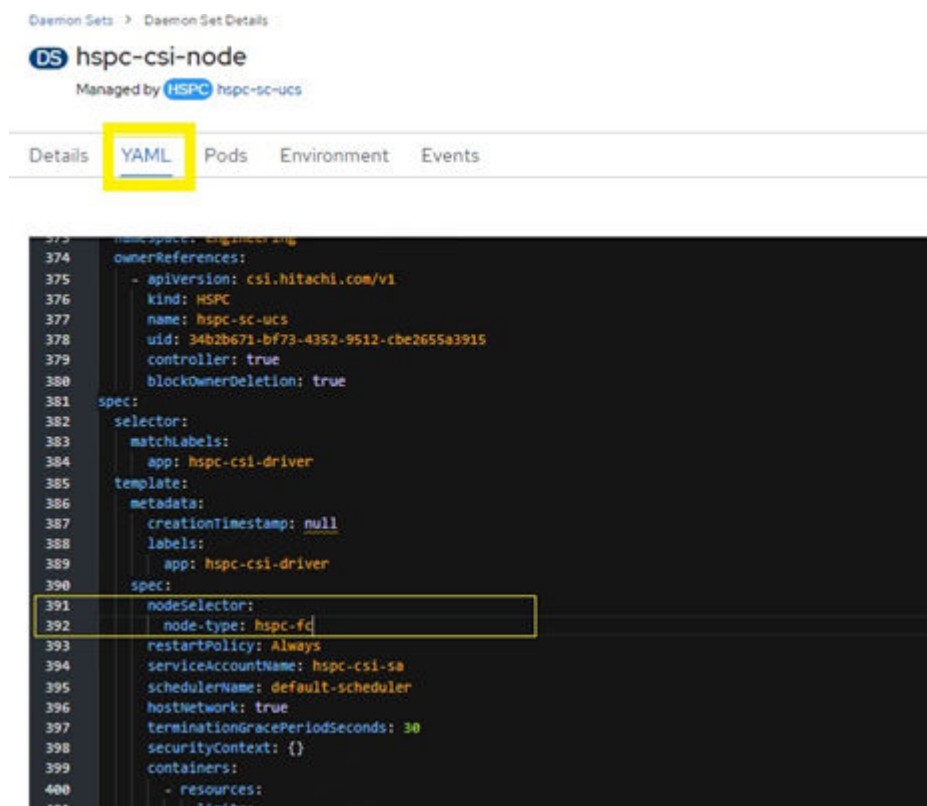 Daemon Sets > Daemon Set Details
DS hspc-csi-node
Managed by HSPC hspc-sc-ucs
Details YAML Pods Environment Events
373 namespace: engineering
374 ownerReferences:
375 - apiVersion: csi.hitachi.com/v1
376 kind: HSPC
377 name: hspc-sc-ucs
378 uid: 34b2b671-bf73-4352-9512-cbe2655a3915
379 controller: true
380 blockOwnerDeletion: true
381 spec:
382 selector:
383 matchLabels:
384 app: hspc-csi-driver
385 template:
386 metadata:
387 creationTimestamp: null
388 labels:
389 app: hspc-csi-driver
390 spec:
391 nodeSelector:
392 node-type: hspc-fc
393 restartPolicy: Always
394 serviceAccountName: hspc-csi-sa
395 schedulerName: default-scheduler
396 hostNetwork: true
397 terminationGracePeriodSeconds: 30
398 securityContext: {}
399 containers:
400 - resources: